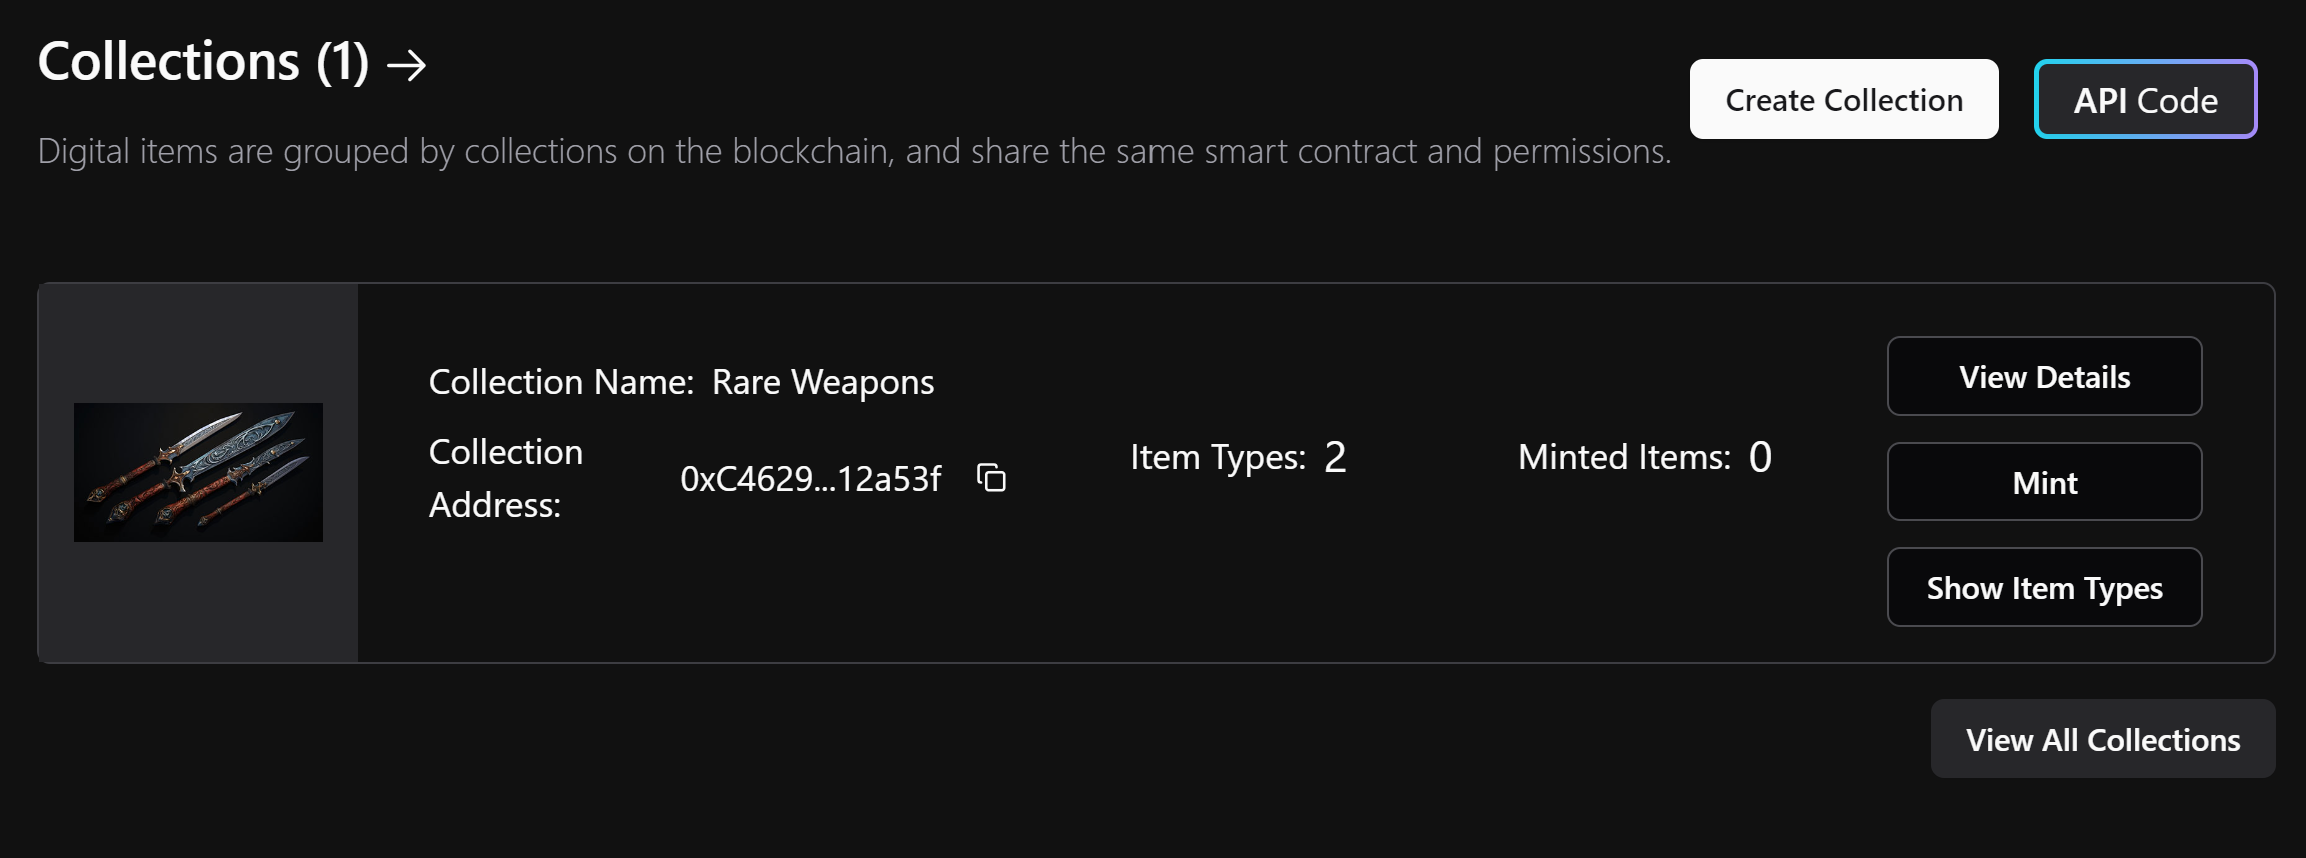 Collections (1) →
Create Collection
API Code
Digital items are grouped by collections on the blockchain, and share the same smart contract and permissions.
Collection Name: Rare Weapons
Collection
Address:
0xC4629...12a53f
Item Types: 2
Minted Items: 0
View Details
Mint
Show Item Types
View All Collections